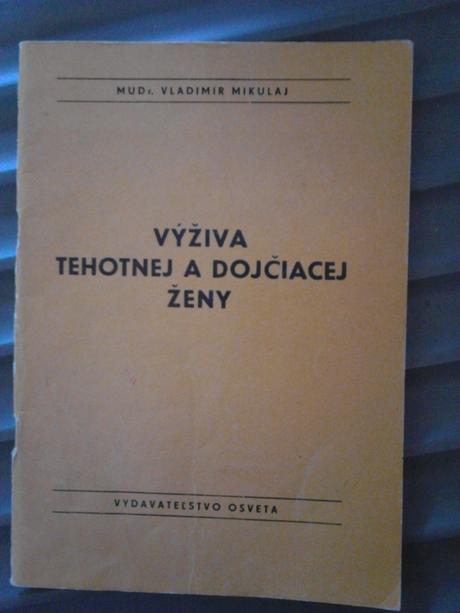 MUDr. VLADIMÍR MIKULAJ
VÝŽIVA
TEHOTNEJ A DOJČIACEJ
ŽENY
VYDAVATEĽSTVO OSVETA